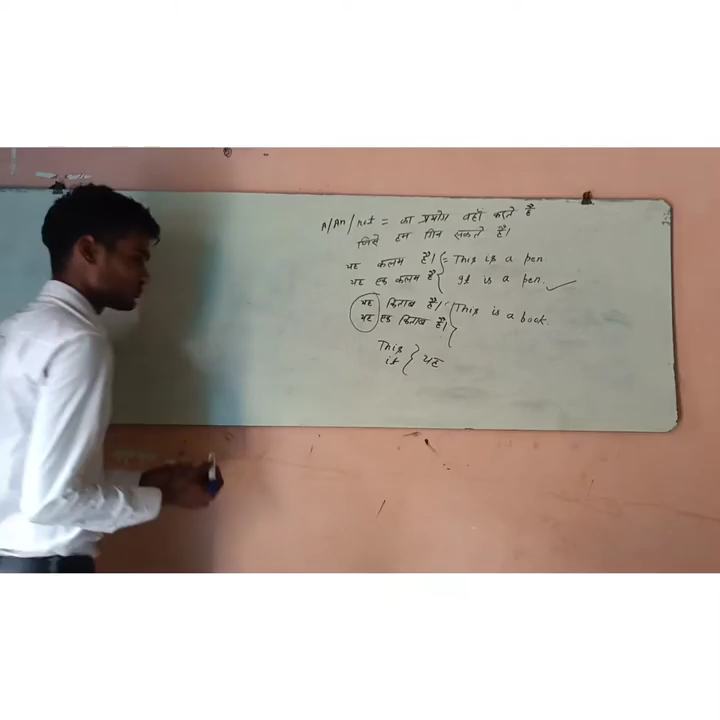 A/An/not = का प्रयोग वहाँ करते हैं
जिसे हम गिन सकते हैं।
यह कलम है। = This is a pen
यह एक कलम है It is a pen.
यह किताब है। This is a book.
यह एक किताब है।
This
it यह